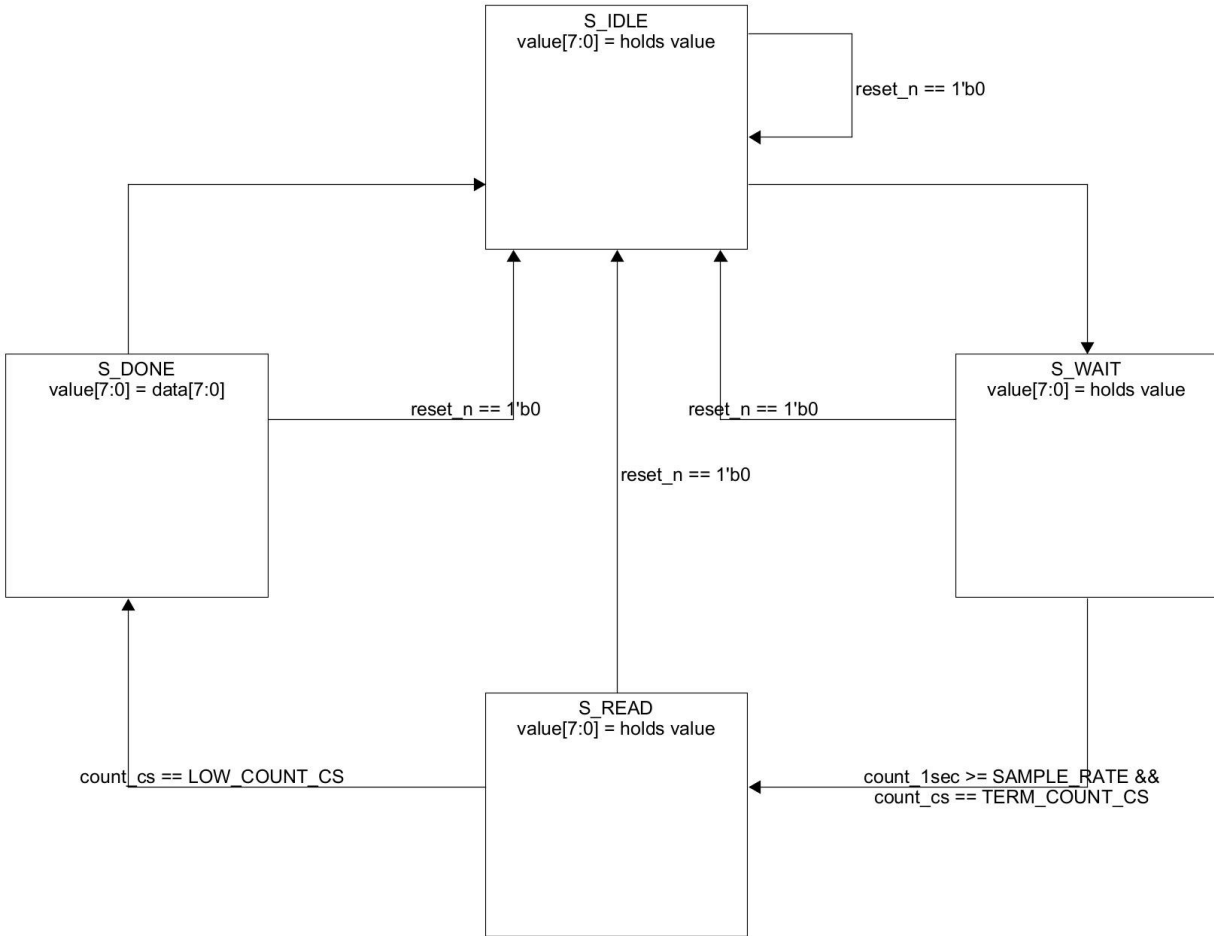 S_IDLE
value[7:0] = holds value
reset_n == 1'b0
S_DONE
value[7:0] = data[7:0]
S_WAIT
value[7:0] = holds value
reset_n == 1'b0
reset_n == 1'b0
reset_n == 1'b0
S_READ
value[7:0] = holds value
count_cs == LOW_COUNT_CS
count_1sec >= SAMPLE_RATE &&
count_cs == TERM_COUNT_CS